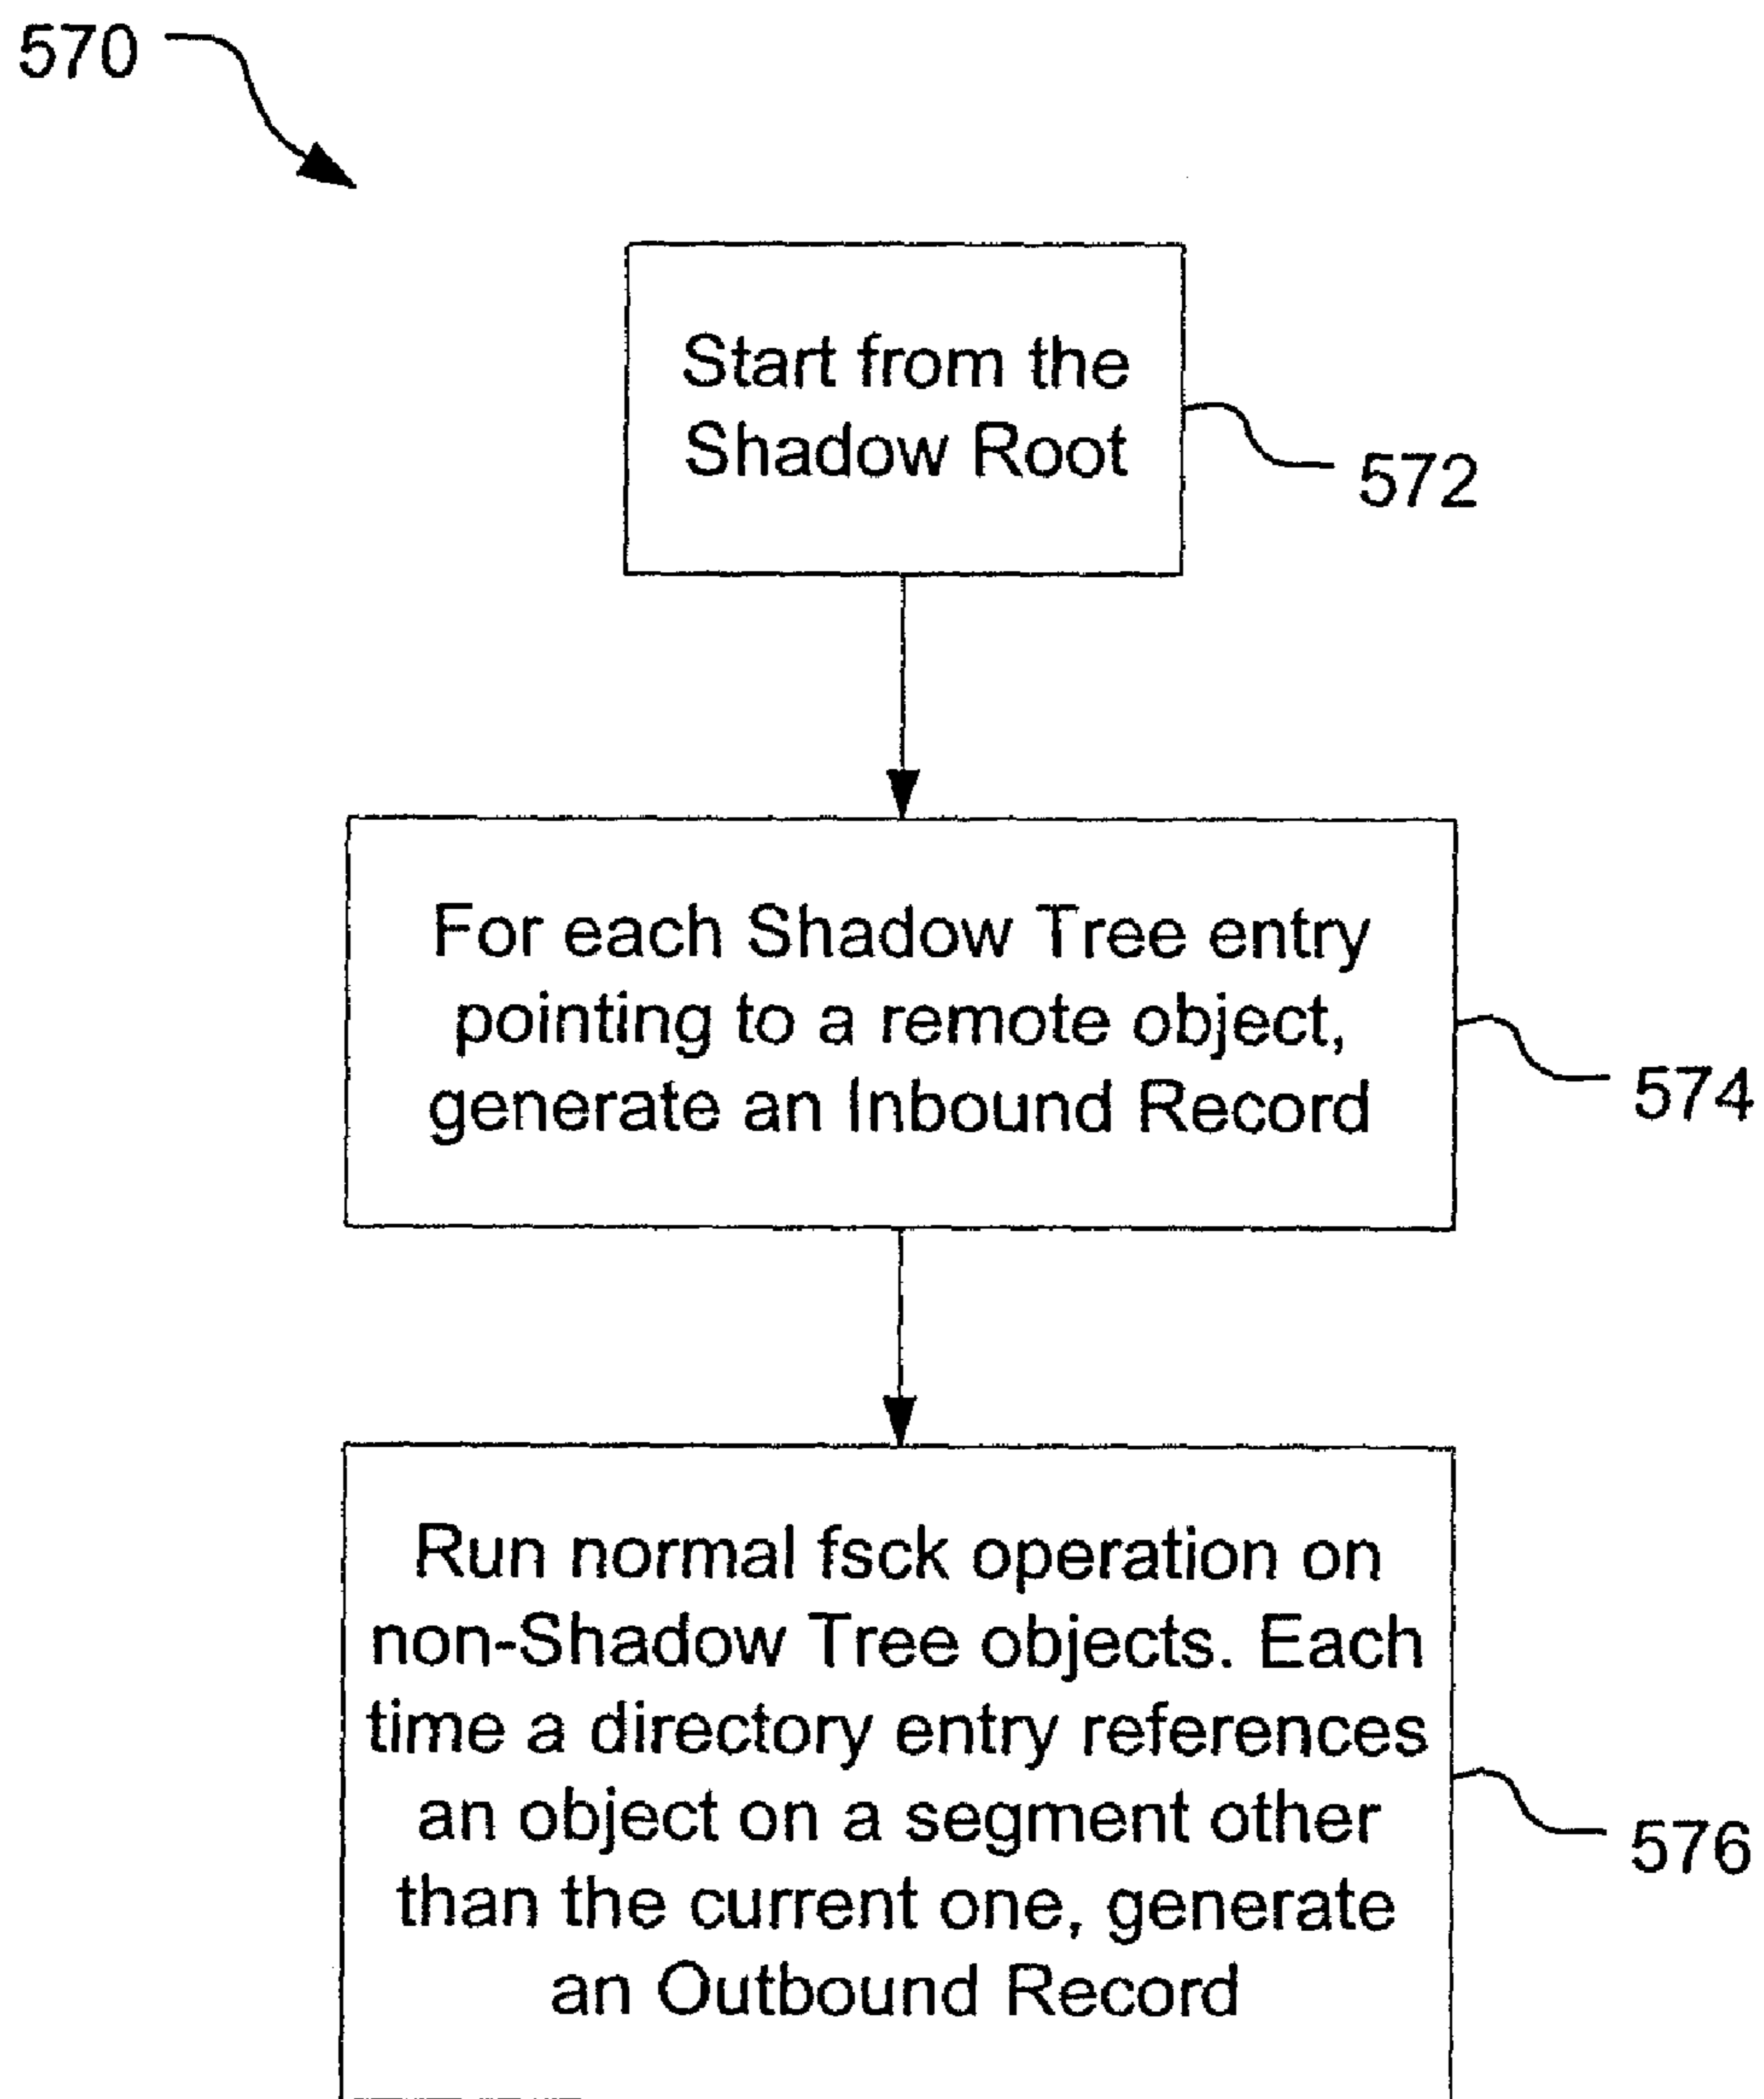 570
Start from the
Shadow Root
572
For each Shadow Tree entry
pointing to a remote object,
generate an Inbound Record
574
Run normal fsck operation on
non-Shadow Tree objects. Each
time a directory entry references
an object on a segment other
than the current one, generate
an Outbound Record
576